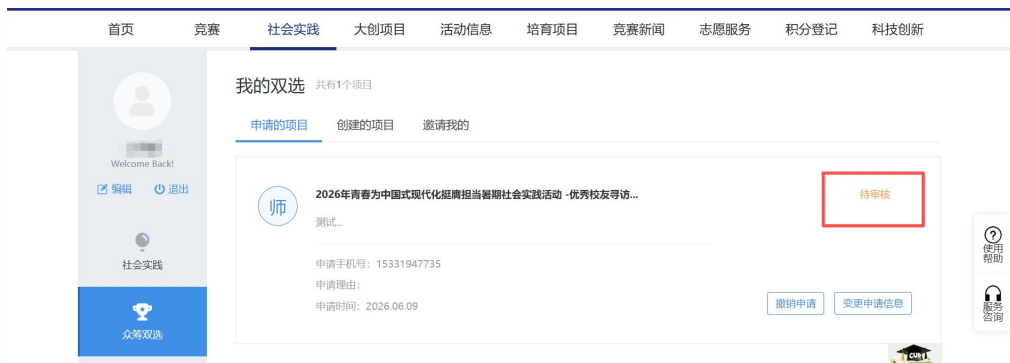 首页 竞赛 社会实践 大创项目 活动信息 培育项目 竞赛新闻 志愿服务 积分登记 科技创新
我的双选 共有1个项目
申请的项目 创建的项目 邀请我的
Welcome Back!
编辑 退出
社会实践
众筹双选
师
2026年青春为中国式现代化挺膺担当暑期社会实践活动 -优秀校友寻访...
待审核
测试...
申请手机号：15331947735
申请理由：
申请时间：2026.06.09
撤销申请 变更申请信息
使用
帮助
服务
咨询